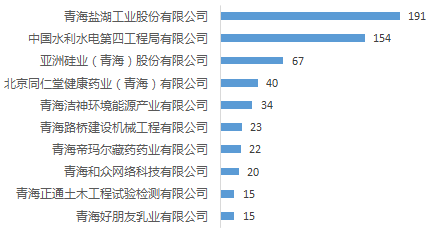 青海盐湖工业股份有限公司 191
中国水利水电第四工程局有限公司 154
亚洲硅业（青海）股份有限公司 67
北京同仁堂健康药业（青海）有限公司 40
青海洁神环境能源产业有限公司 34
青海路桥建设机械工程有限公司 23
青海帝玛尔藏药药业有限公司 22
青海和众网络科技有限公司 20
青海正通土木工程试验检测有限公司 15
青海好朋友乳业有限公司 15